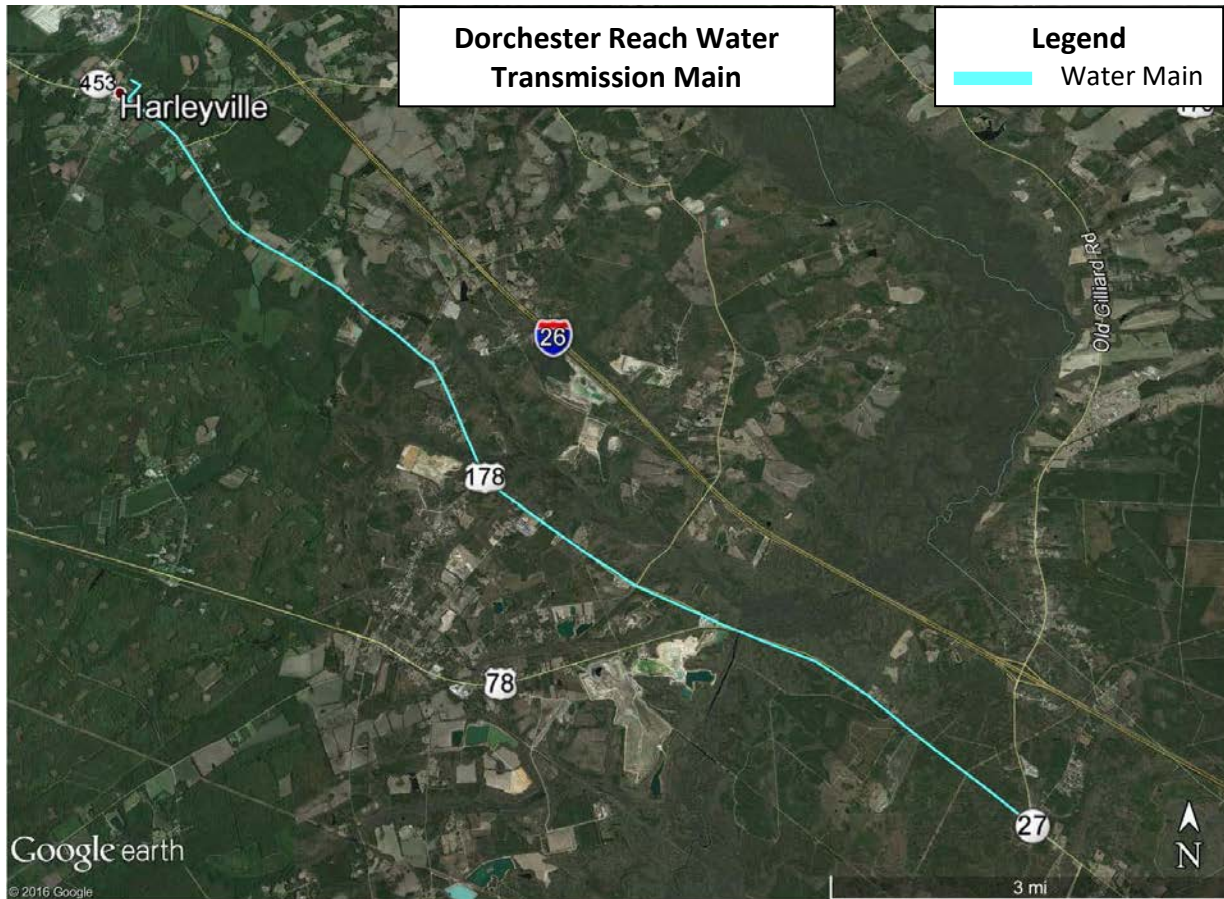 Dorchester Reach Water
Transmission Main
Legend
Water Main
453
Harleyville
26
Old Gilliard Rd
178
78
27
N
Google earth
© 2016 Google
3 mi